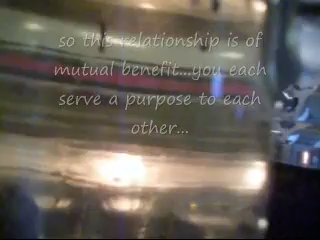 so this relationship is of
mutual benefit...you each
serve a purpose to each
other...